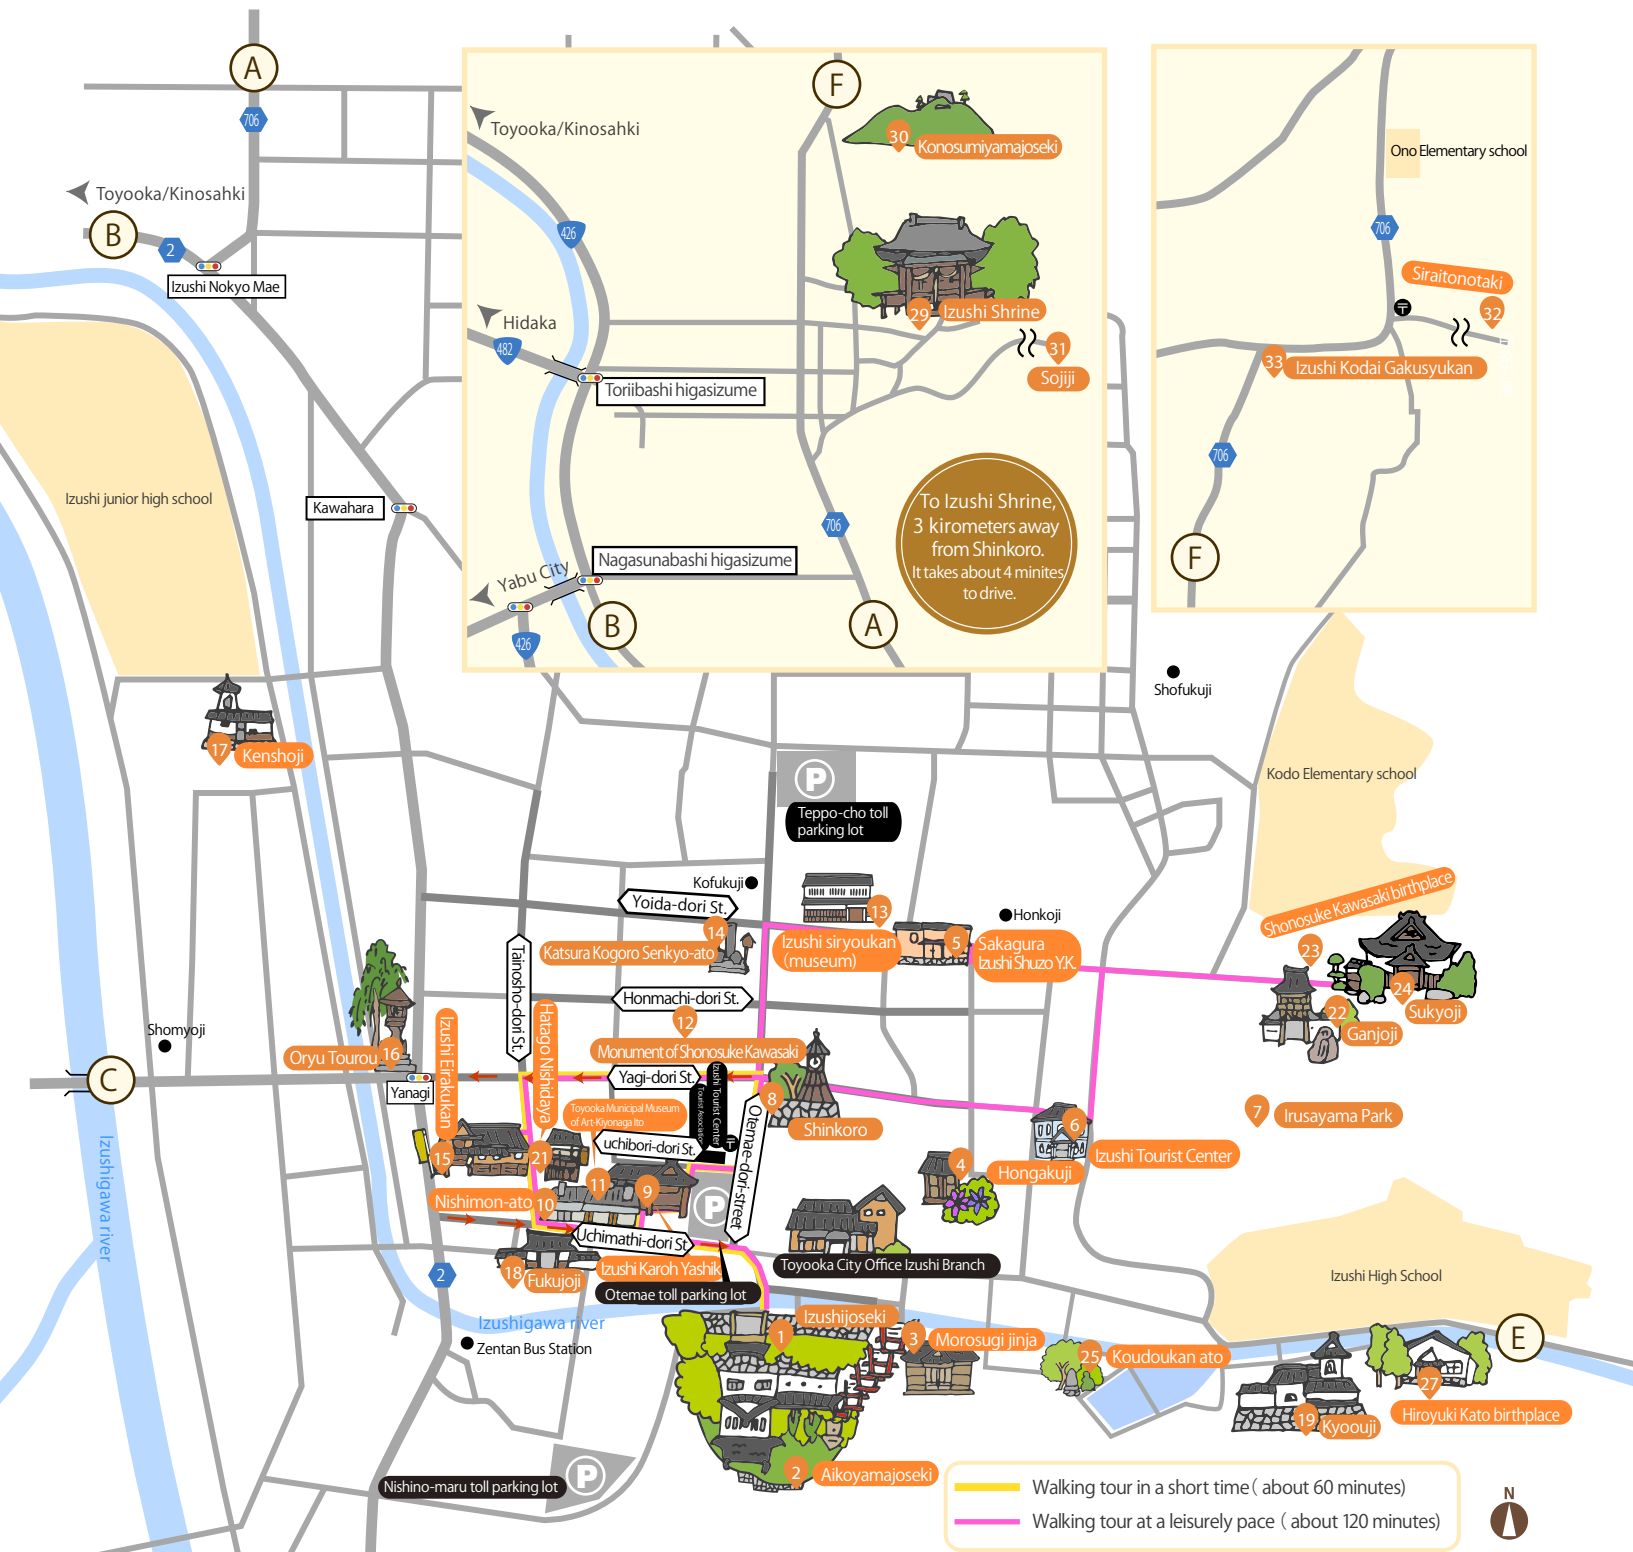 A
706
Toyooka/Kinosahki
B
2
Izushi Nokyo Mae
Izushi junior high school
Kawahara
F
Toyooka/Kinosahki
30
Konosumiyamajoseki
426
Hidaka
482
29
Izushi Shrine
31
Sojiji
Toriibashi higasizume
706
To Izushi Shrine,
3 kirometers away
from Shinkoro.
It takes about 4 minites
to drive.
Nagasunabashi higasizume
Yabu City
426
B
A
Ono Elementary school
706
Siraitonotaki
32
33
Izushi Kodai Gakusyukan
706
F
Shofukuji
Kodo Elementary school
17
Kenshoji
P
Teppo-cho toll
parking lot
Kofukuji
Yoida-dori St.
14
Katsura Kogoro Senkyo-ato
13
Izushi siryoukan
(museum)
5
Sakagura
Izushi Shuzo Y.K.
Honkoji
Shonosuke Kawasaki birthplace
23
24
Sukyoji
22
Ganjoji
Tainsho-dori St.
Honmachi-dori St.
12
Monument of Shonosuke Kawasaki
Hatago Nishidaya
Shomyoji
Oryu Tourou
16
Izushi Eirakukan
C
Yanagi
Yagi-dori St.
Izushi Tourist Center
Tourist Association
8
Shinkoro
Toyooka Municipal Museum
of Art-Kiyonaga Ito
uchibori-dori St.
Otemae-dori-street
6
Izushi Tourist Center
7
Irusayama Park
15
21
11
9
P
4
Hongakuji
Nishimon-ato
10
Uchimathi-dori St.
Izushi Karoh Yashik
18
Fukujoji
Otemae toll parking lot
Toyooka City Office Izushi Branch
Izushigawa river
2
Izushigawa river
Zentan Bus Station
Izushi High School
1
Izushijoseki
3
Morosugi jinja
25
Koudoukan ato
E
19
Kyoouji
27
Hiroyuki Kato birthplace
2
Aikoyamajoseki
P
Nishino-maru toll parking lot
Walking tour in a short time ( about 60 minutes)
Walking tour at a leisurely pace ( about 120 minutes)
N